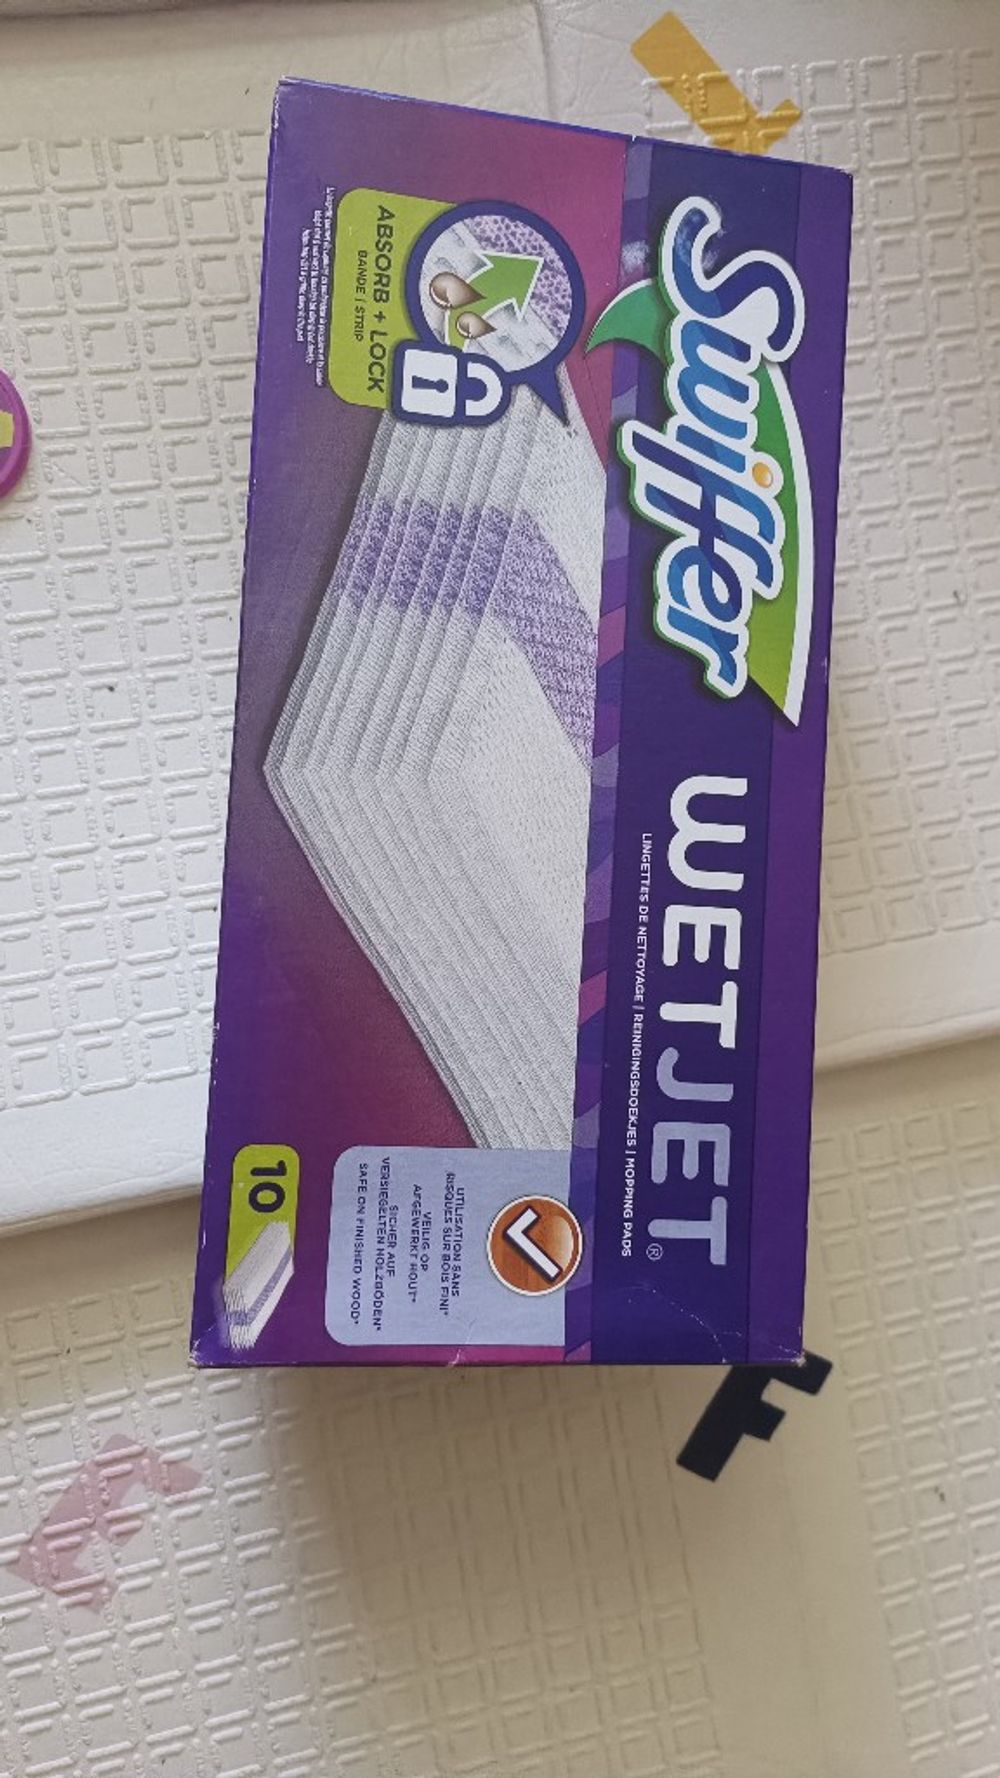 Swiffer
WETJET®
LINGETTES DE NETTOYAGE | REINIGINGSDOEKJES | MOPPING PADS
ABSORB + LOCK
BANDE | STRIP
UTILISATION SANS
RISQUES SUR BOIS FINI*
VEILIG OP
AFGEWERKT HOUT*
SICHER AUF
VERSIEGELTEN HOLZBÖDEN*
SAFE ON FINISHED WOOD*
10